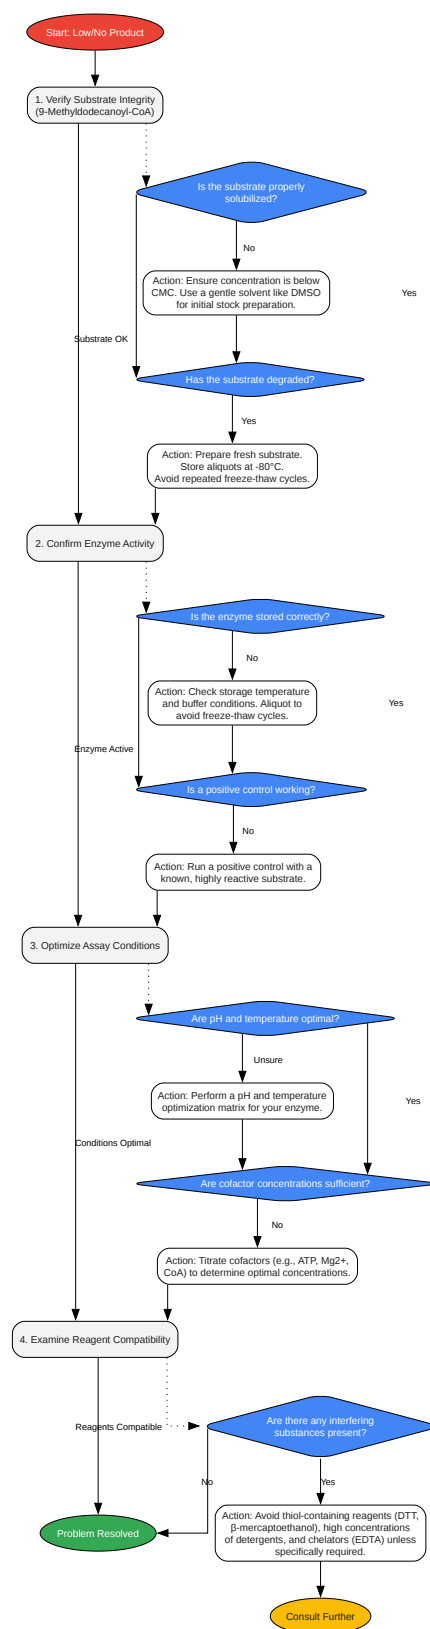 Start: Low/No Product
1. Verify Substrate Integrity
(9-Methyldodecanoyl-CoA)
Is the substrate properly
solubilized?
No
Action: Ensure concentration is below
CMC. Use a gentle solvent like DMSO
for initial stock preparation.
Yes
Substrate OK
Has the substrate degraded?
Yes
Action: Prepare fresh substrate.
Store aliquots at -80°C.
Avoid repeated freeze-thaw cycles.
2. Confirm Enzyme Activity
Is the enzyme stored correctly?
No
Action: Check storage temperature
and buffer conditions. Aliquot to
avoid freeze-thaw cycles.
Yes
Enzyme Active
Is a positive control working?
No
Action: Run a positive control with a
known, highly reactive substrate.
3. Optimize Assay Conditions
Are pH and temperature optimal?
Unsure
Action: Perform a pH and temperature
optimization matrix for your enzyme.
Yes
Conditions Optimal
Are cofactor concentrations sufficient?
No
Action: Titrate cofactors (e.g., ATP, Mg2+,
CoA) to determine optimal concentrations.
4. Examine Reagent Compatibility
Reagents Compatible
Are there any interfering
substances present?
No
Yes
Action: Avoid thiol-containing reagents (DTT,
β-mercaptoethanol), high concentrations
of detergents, and chelators (EDTA) unless
specifically required.
Problem Resolved
Consult Further